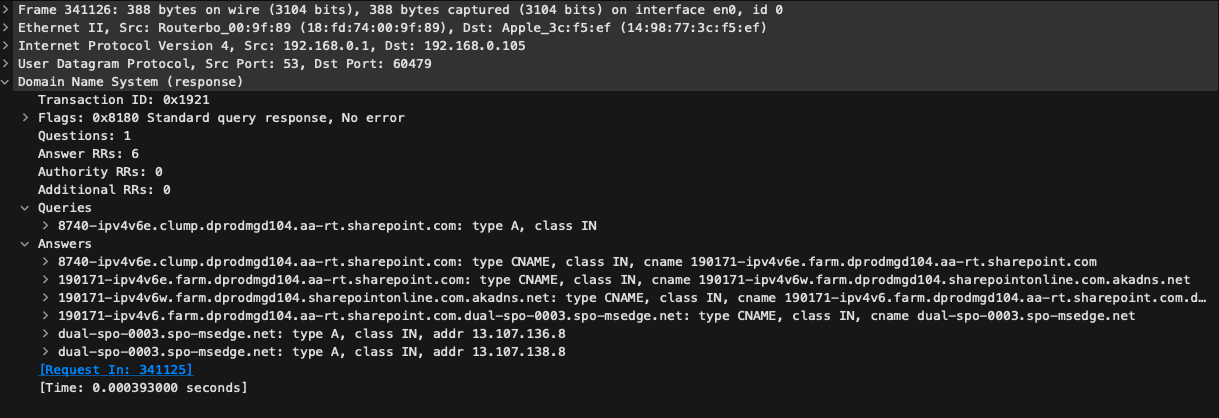 Frame 341126: 388 bytes on wire (3104 bits), 388 bytes captured (3104 bits) on interface en0, id 0
Ethernet II, Src: Routerbo_00:9f:89 (18:fd:74:00:9f:89), Dst: Apple_3c:f5:ef (14:98:77:3c:f5:ef)
Internet Protocol Version 4, Src: 192.168.0.1, Dst: 192.168.0.105
User Datagram Protocol, Src Port: 53, Dst Port: 60479
Domain Name System (response)
Transaction ID: 0x1921
Flags: 0x8180 Standard query response, No error
Questions: 1
Answer RRs: 6
Authority RRs: 0
Additional RRs: 0
Queries
8740-ipv4v6e.clump.dprodmgd104.aa-rt.sharepoint.com: type A, class IN
Answers
8740-ipv4v6e.clump.dprodmgd104.aa-rt.sharepoint.com: type CNAME, class IN, cname 190171-ipv4v6e.farm.dprodmgd104.aa-rt.sharepoint.com
190171-ipv4v6e.farm.dprodmgd104.aa-rt.sharepoint.com: type CNAME, class IN, cname 190171-ipv4v6w.farm.dprodmgd104.sharepointonline.com.akadns.net
190171-ipv4v6w.farm.dprodmgd104.sharepointonline.com.akadns.net: type CNAME, class IN, cname 190171-ipv4v6.farm.dprodmgd104.aa-rt.sharepoint.com.d…
190171-ipv4v6.farm.dprodmgd104.aa-rt.sharepoint.com.dual-spo-0003.spo-msedge.net: type CNAME, class IN, cname dual-spo-0003.spo-msedge.net
dual-spo-0003.spo-msedge.net: type A, class IN, addr 13.107.136.8
dual-spo-0003.spo-msedge.net: type A, class IN, addr 13.107.138.8
[Request In: 341125]
[Time: 0.000393000 seconds]